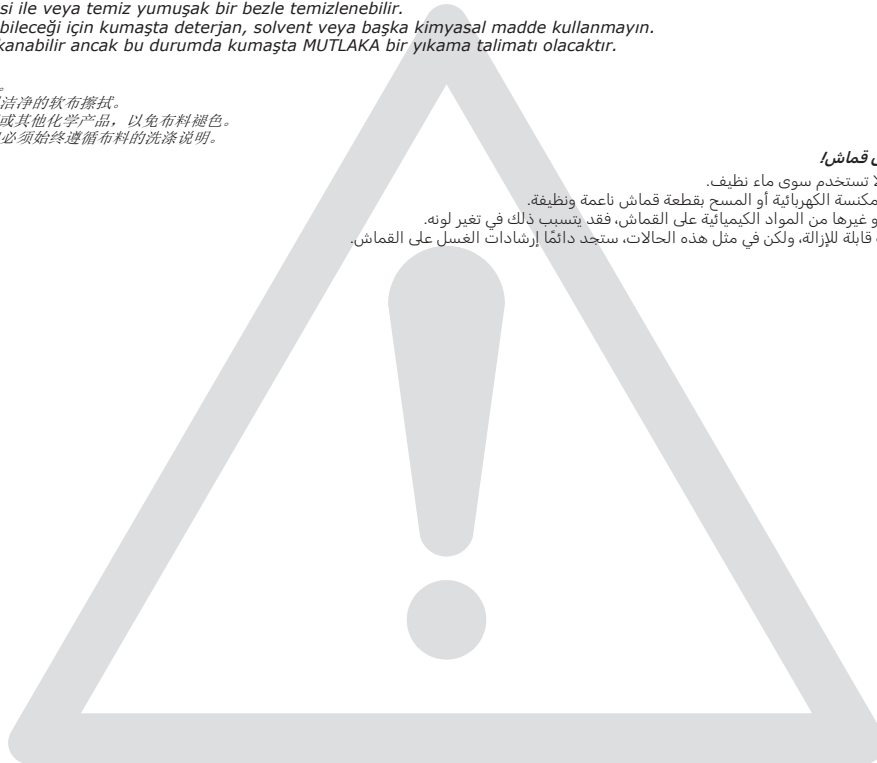 si ile veya temiz yumuşak bir bezle temizlenebilir.
bileceği için kumaşta deterjan, solvent veya başka kimyasal madde kullanmayın.
kanabilir ancak bu durumda kumaşta MUTLAKA bir yıkama talimatı olacaktır.
。
洁净的软布擦拭。
或其他化学产品，以免布料褪色。
必须始终遵循布料的洗涤说明。
قماش!
لا تستخدم سوى ماء نظيف.
مكنسة الكهربائية أو المسح بقطعة قماش ناعمة ونظيفة.
و غيرها من المواد الكيميائية على القماش، فقد يتسبب ذلك في تغير لونه.
قابلة للإزالة، ولكن في مثل هذه الحالات، ستجد دائمًا إرشادات الغسل على القماش.